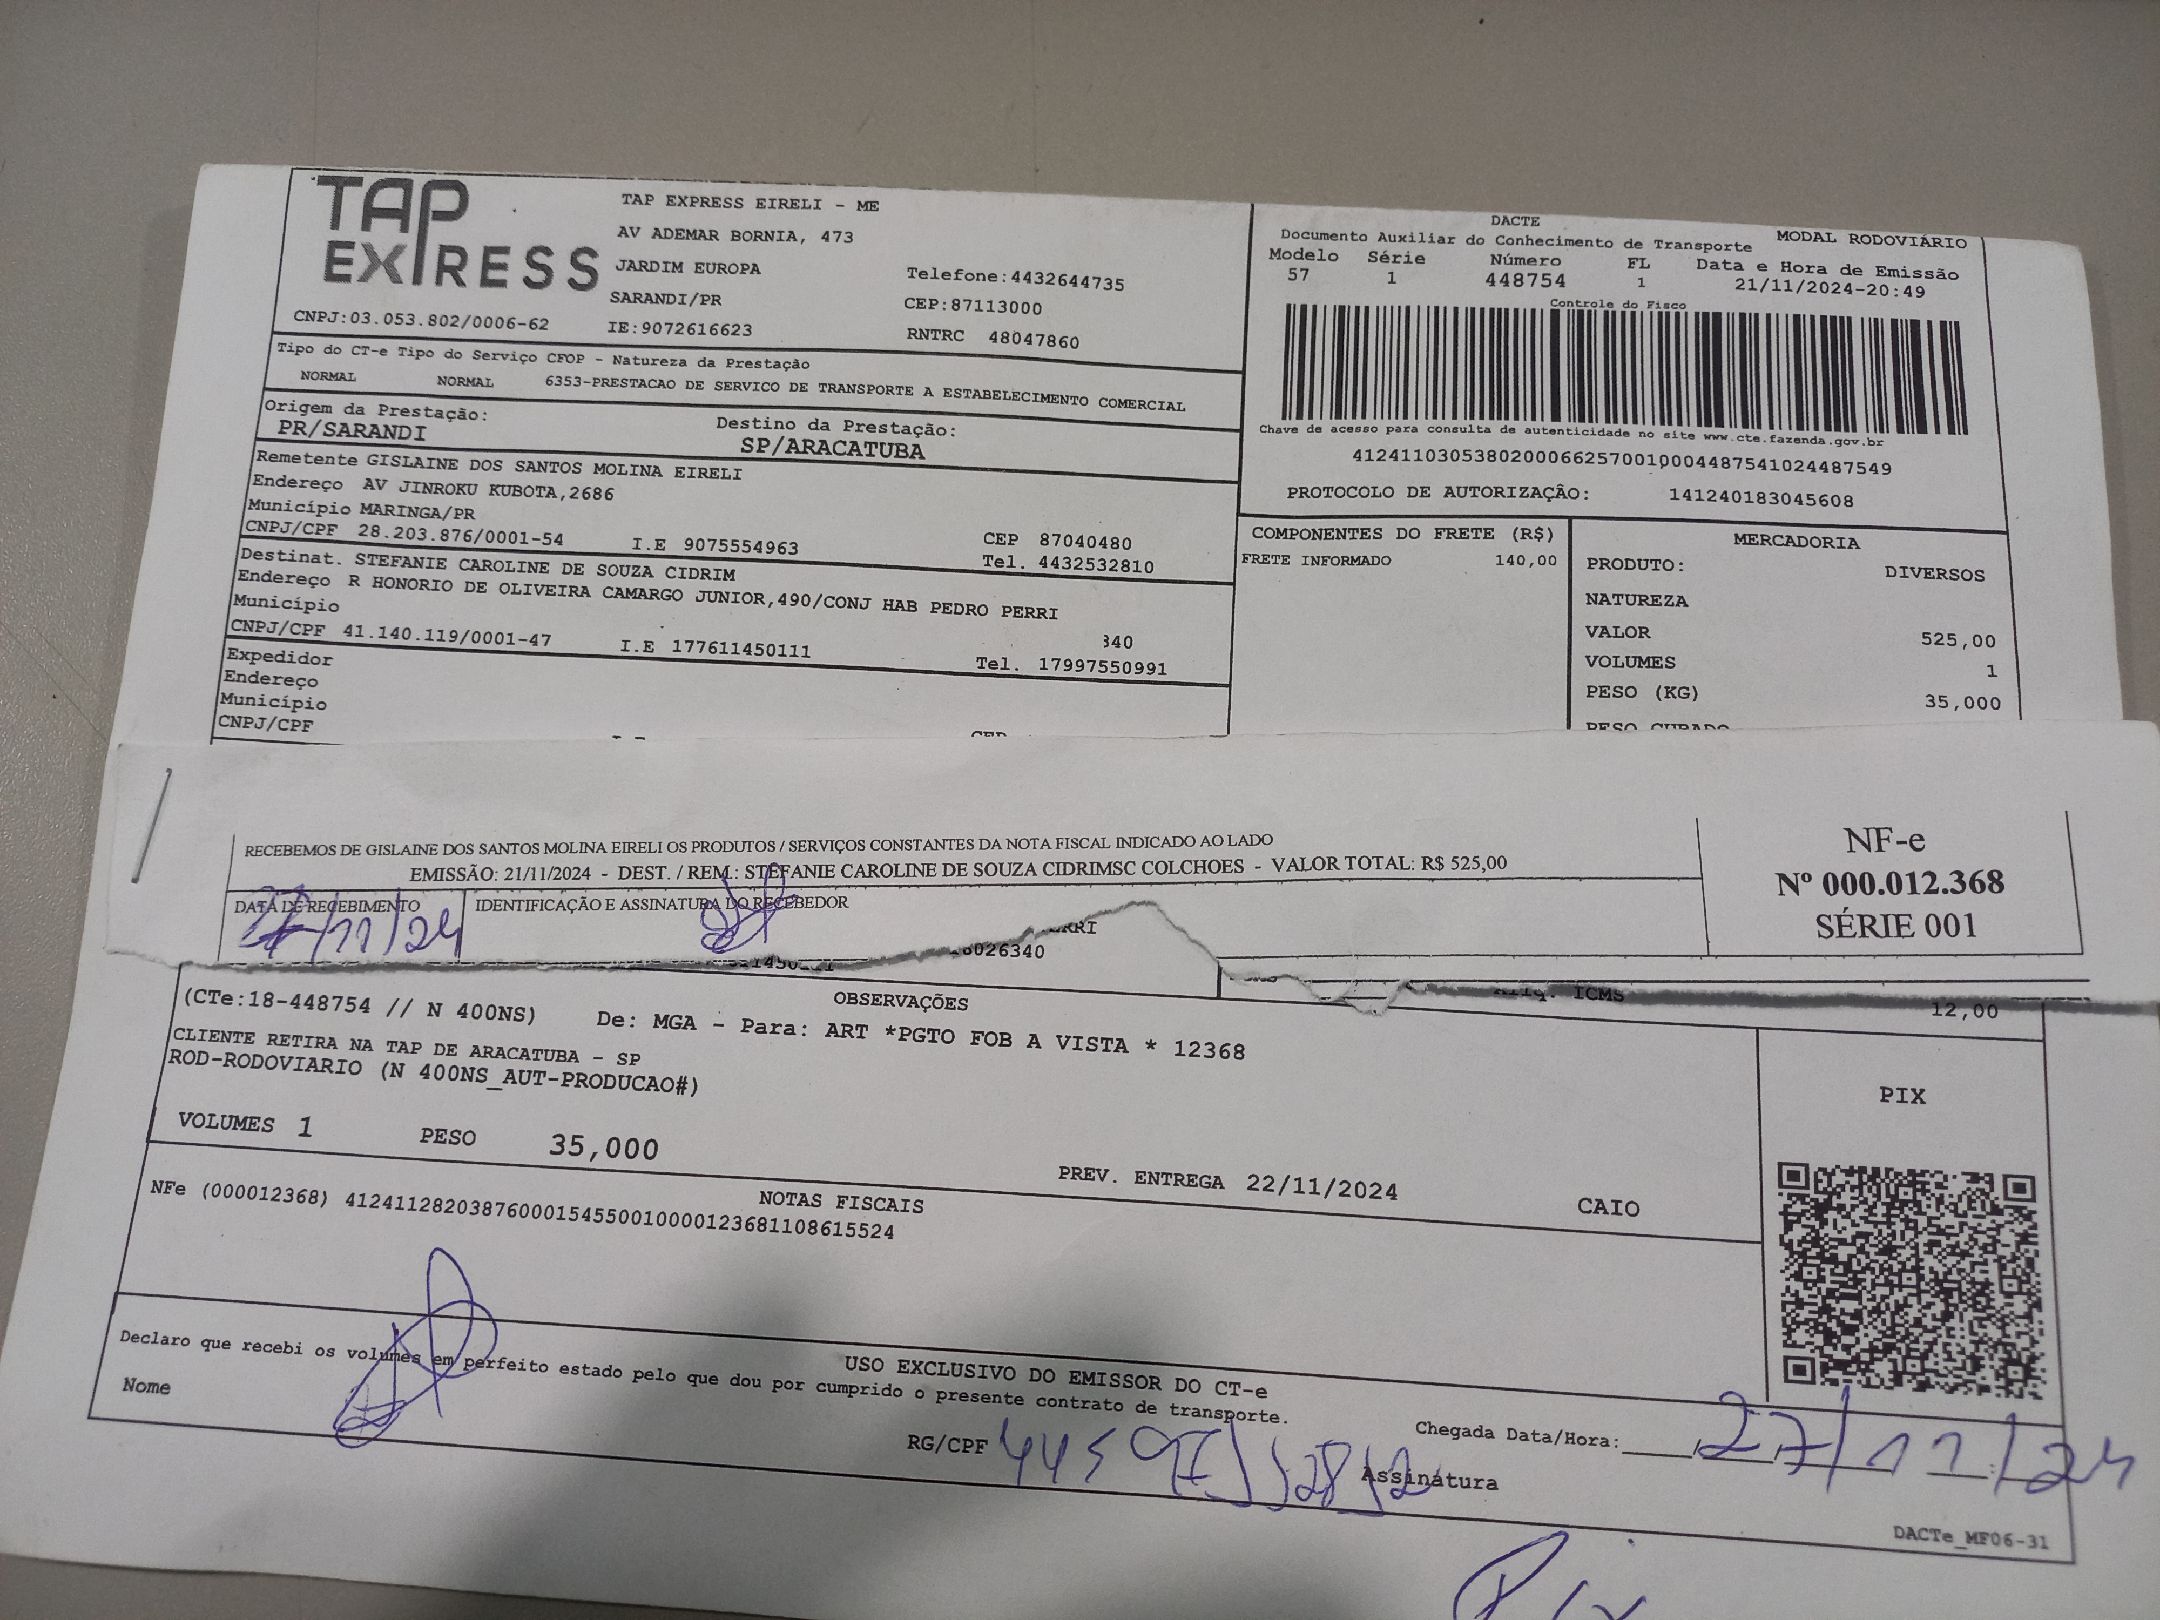 TAP
EXPRESS
TAP EXPRESS EIRELI - ME
AV ADEMAR BORNIA, 473
JARDIM EUROPA
Telefone:4432644735
SARANDI/PR
CEP:87113000
CNPJ:03.053.802/0006-62
IE:9072616623
RNTRC 48047860
DACTE
Documento Auxiliar do Conhecimento de Transporte
MODAL RODOVIÁRIO
Modelo Série Número FL Data e Hora de Emissão
57 1 448754 1 21/11/2024-20:49
Controle do Fisco
Chave de acesso para consulta de autenticidade no site www.cte.fazenda.gov.br
41241103053802000662570010004487541024487549
PROTOCOLO DE AUTORIZAÇÃO: 141240183045608
Tipo do CT-e Tipo do Serviço CFOP - Natureza da Prestação
NORMAL NORMAL 6353-PRESTACAO DE SERVICO DE TRANSPORTE A ESTABELECIMENTO COMERCIAL
Origem da Prestação: Destino da Prestação:
PR/SARANDI SP/ARACATUBA
Remetente GISLAINE DOS SANTOS MOLINA EIRELI
Endereço AV JINROKU KUBOTA,2686
Município MARINGA/PR
CEP 87040480
CNPJ/CPF 28.203.876/0001-54 I.E 9075554963 Tel. 4432532810
Destinat. STEFANIE CAROLINE DE SOUZA CIDRIM
Endereço R HONORIO DE OLIVEIRA CAMARGO JUNIOR,490/CONJ HAB PEDRO PERRI
Município 340
CNPJ/CPF 41.140.119/0001-47 I.E 177611450111 Tel. 17997550991
Expedidor
Endereço
Município
CNPJ/CPF
COMPONENTES DO FRETE (R$)
FRETE INFORMADO 140,00
MERCADORIA
PRODUTO: DIVERSOS
NATUREZA
VALOR 525,00
VOLUMES 1
PESO (KG) 35,000
PESO CUBADO
RECEBEMOS DE GISLAINE DOS SANTOS MOLINA EIRELI OS PRODUTOS / SERVIÇOS CONSTANTES DA NOTA FISCAL INDICADO AO LADO
EMISSÃO: 21/11/2024 - DEST. / REM.: STEFANIE CAROLINE DE SOUZA CIDRIMSC COLCHOES - VALOR TOTAL: R$ 525,00
DATA DE RECEBIMENTO IDENTIFICAÇÃO E ASSINATURA DO RECEBEDOR
27/11/24
NF-e
Nº 000.012.368
SÉRIE 001
026340
ICMS 12,00
OBSERVAÇÕES
(CTe:18-448754 // N 400NS) De: MGA - Para: ART *PGTO FOB A VISTA * 12368
CLIENTE RETIRA NA TAP DE ARACATUBA - SP
ROD-RODOVIARIO (N 400NS_AUT-PRODUCAO#)
VOLUMES 1 PESO 35,000
PREV. ENTREGA 22/11/2024 CAIO
PIX
NOTAS FISCAIS
NFe (000012368) 41241128203876000154550010000123681108615524
USO EXCLUSIVO DO EMISSOR DO CT-e
Declaro que recebi os volumes em perfeito estado pelo que dou por cumprido o presente contrato de transporte.
Nome
RG/CPF
Assinatura
Chegada Data/Hora: 27/11/24
DACTe_MF06-31
Pix